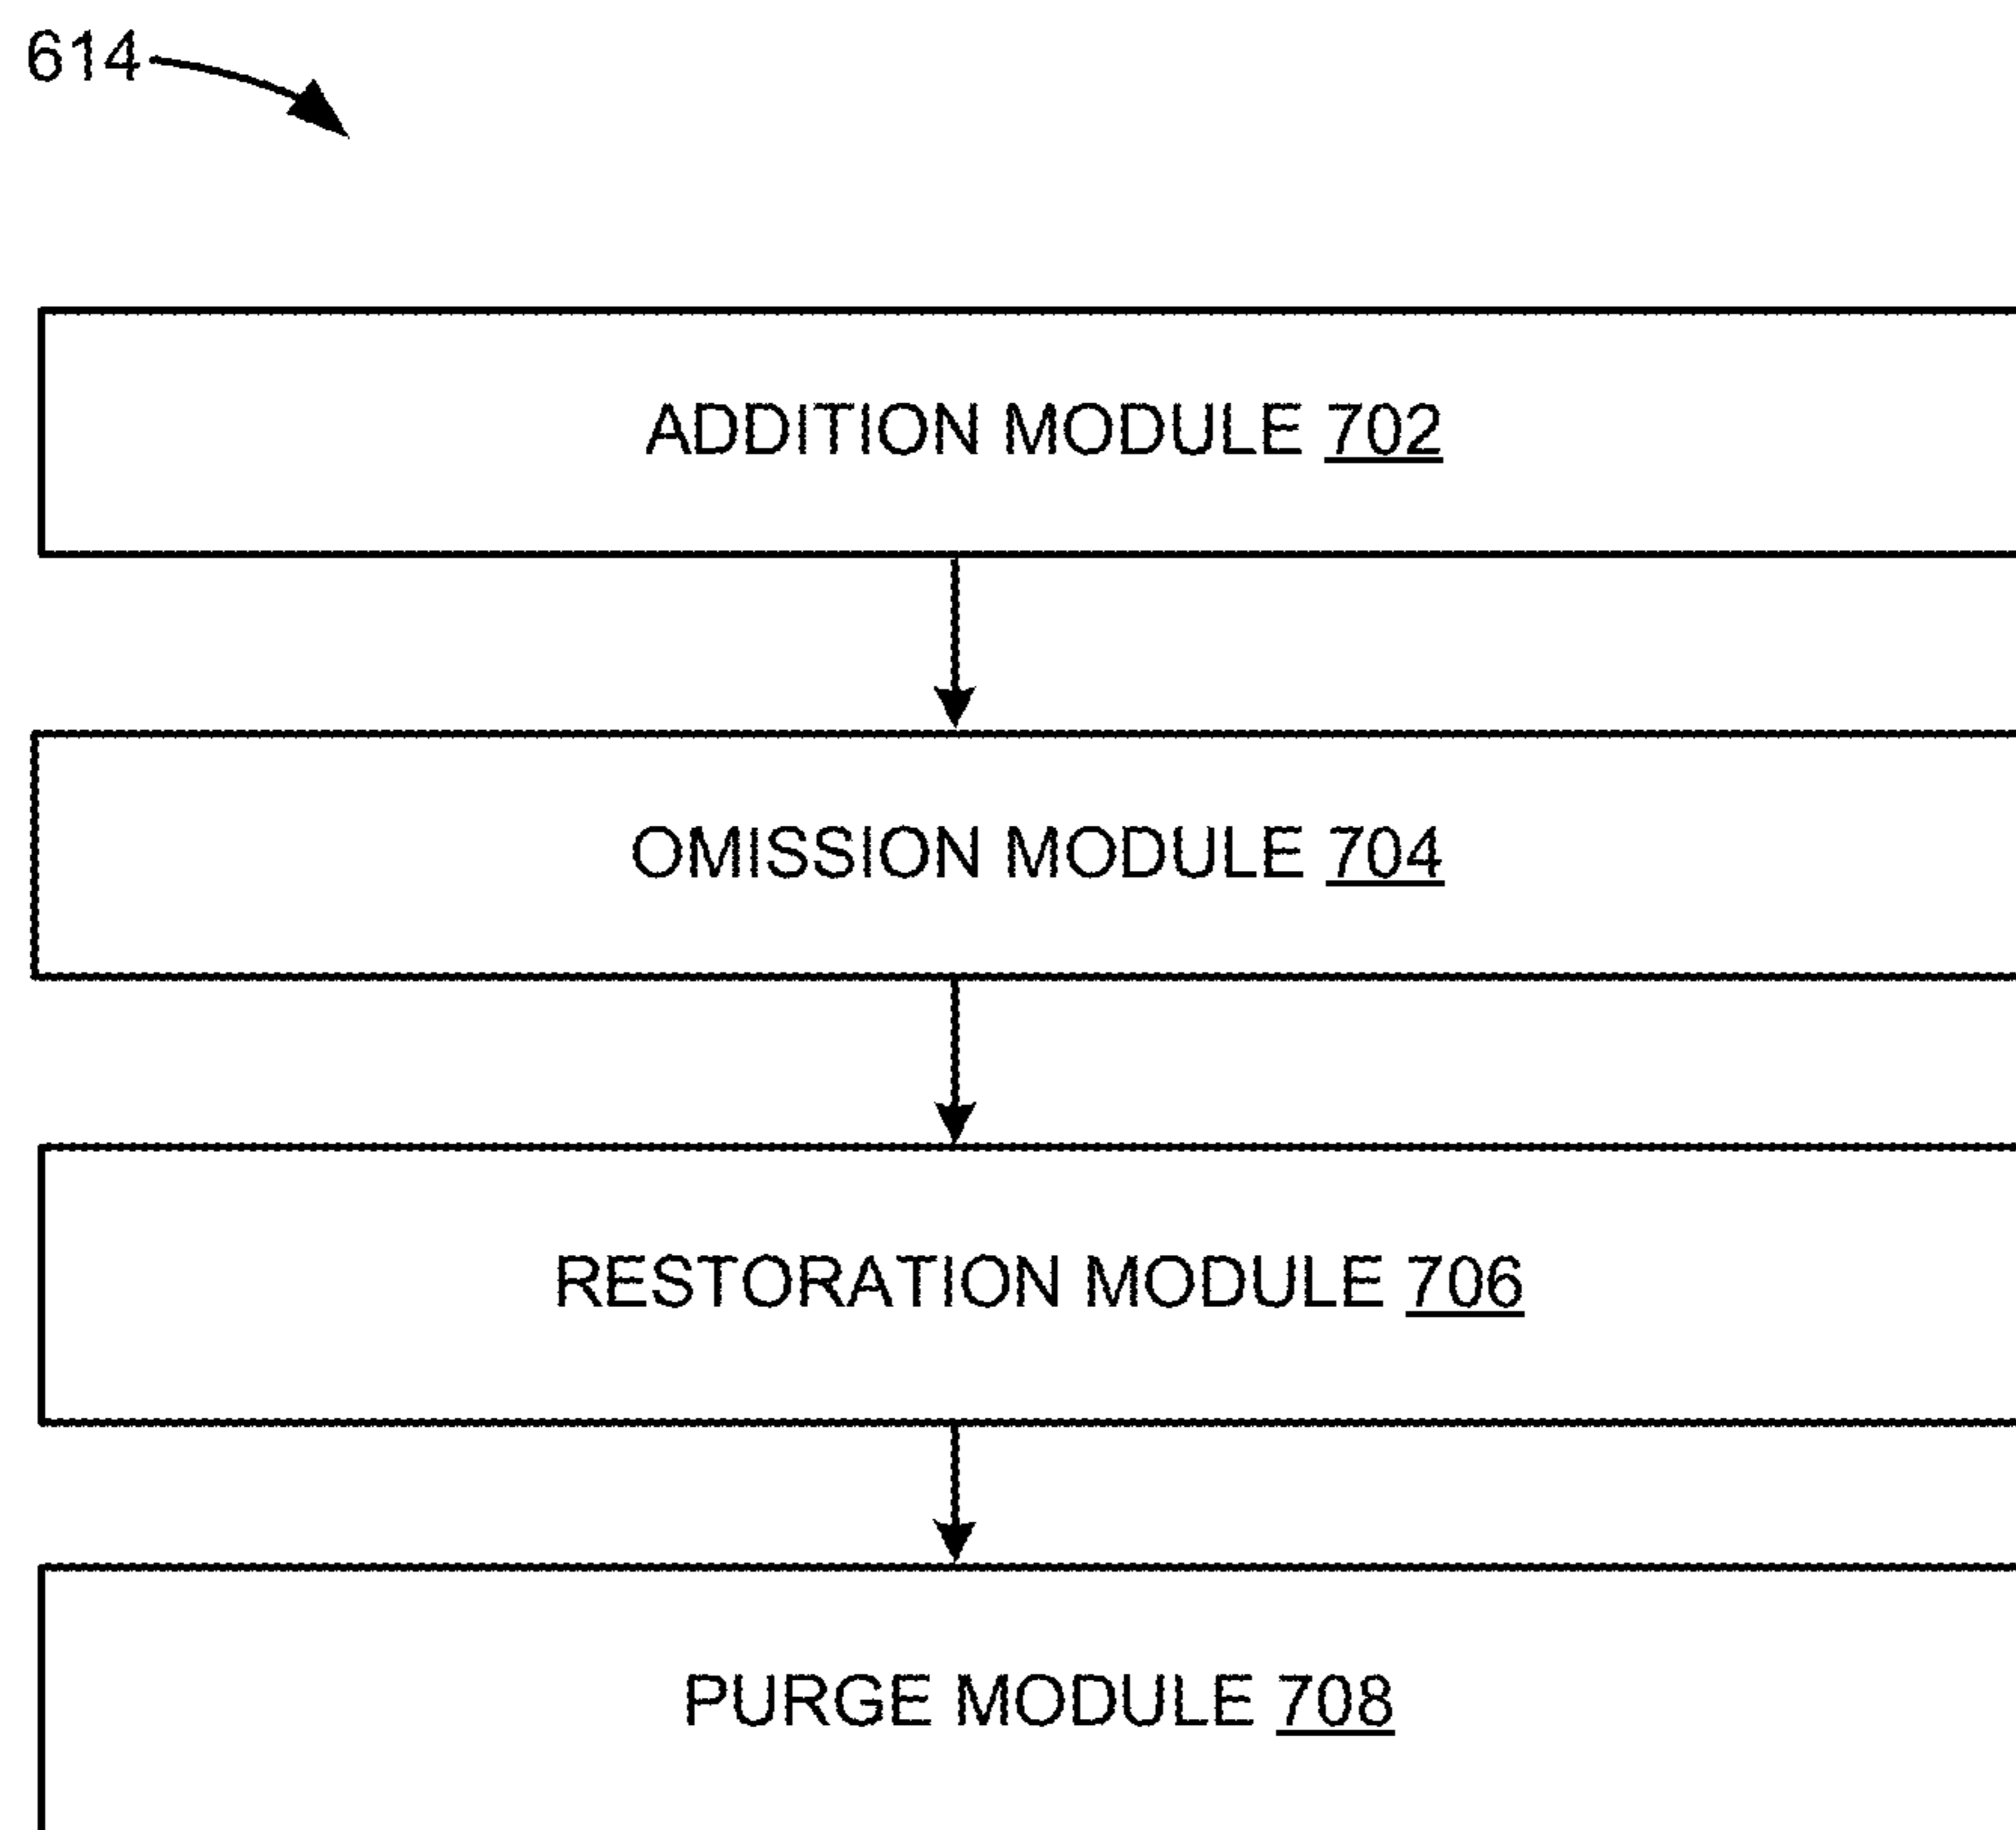 614
ADDITION MODULE 702
OMISSION MODULE 704
RESTORATION MODULE 706
PURGE MODULE 708